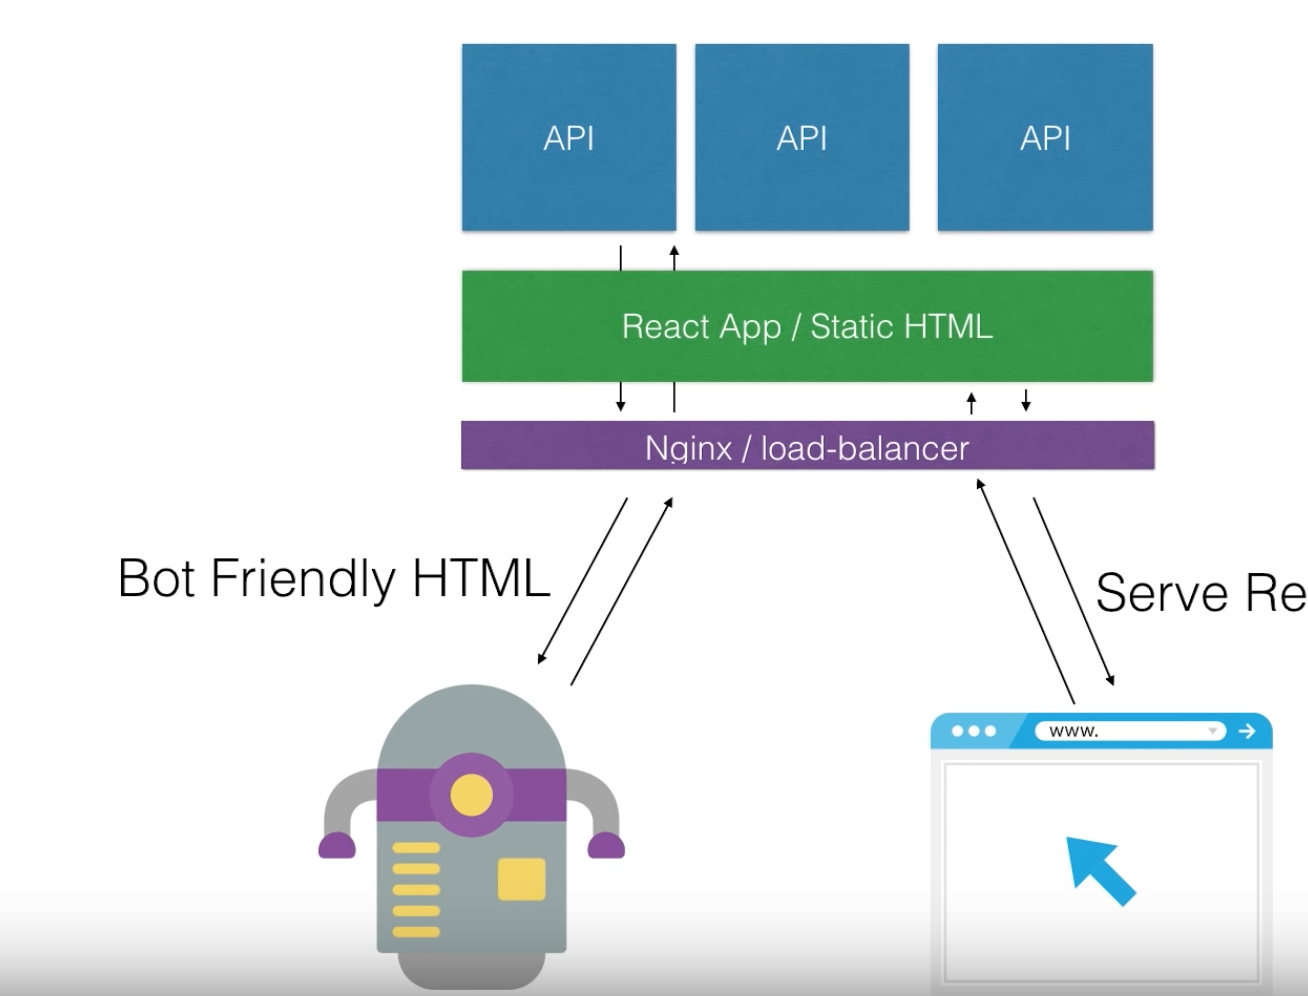 API
API
API
React App / Static HTML
Nginx / load-balancer
Bot Friendly HTML
Serve Re
www.